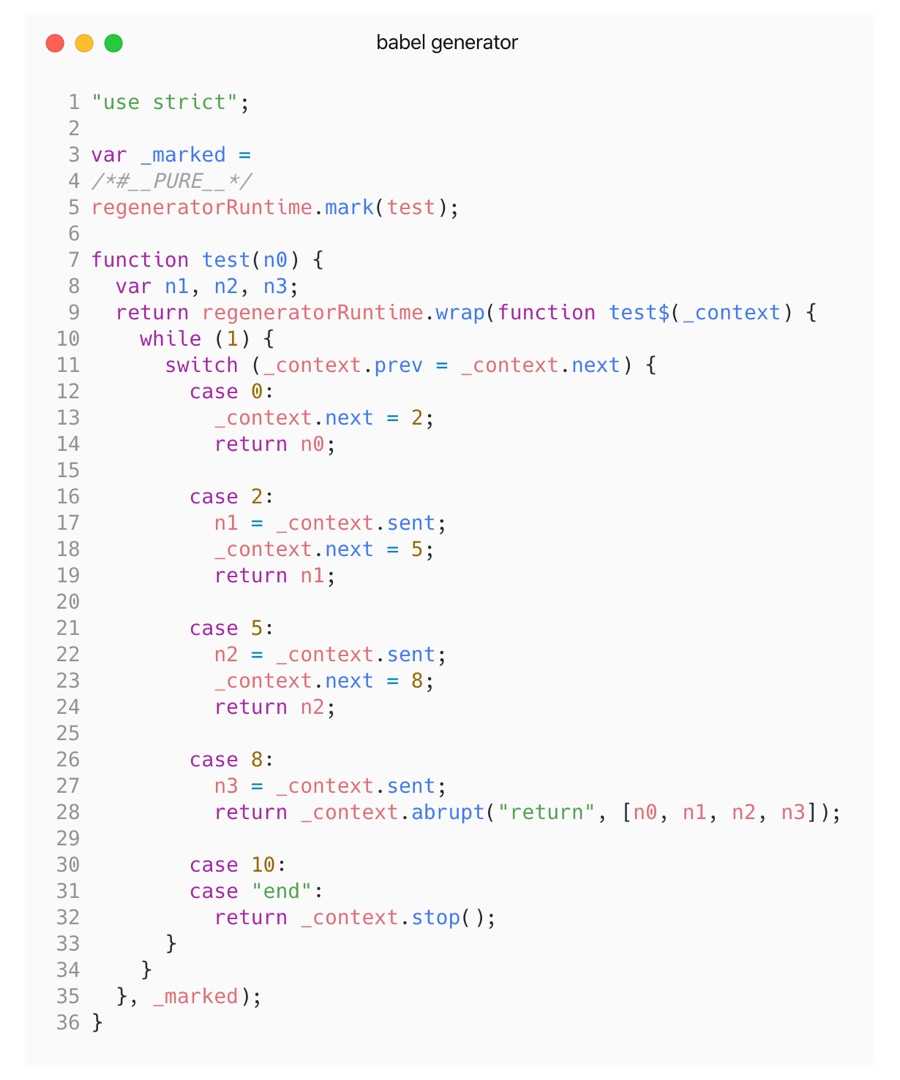 babel generator
1 "use strict";
2
3 var _marked =
4 /*#__PURE__*/
5 regeneratorRuntime.mark(test);
6
7 function test(n0) {
8   var n1, n2, n3;
9   return regeneratorRuntime.wrap(function test$(_context) {
10     while (1) {
11       switch (_context.prev = _context.next) {
12         case 0:
13           _context.next = 2;
14           return n0;
15
16         case 2:
17           n1 = _context.sent;
18           _context.next = 5;
19           return n1;
20
21         case 5:
22           n2 = _context.sent;
23           _context.next = 8;
24           return n2;
25
26         case 8:
27           n3 = _context.sent;
28           return _context.abrupt("return", [n0, n1, n2, n3]);
29
30         case 10:
31         case "end":
32           return _context.stop();
33       }
34     }
35   }, _marked);
36 }